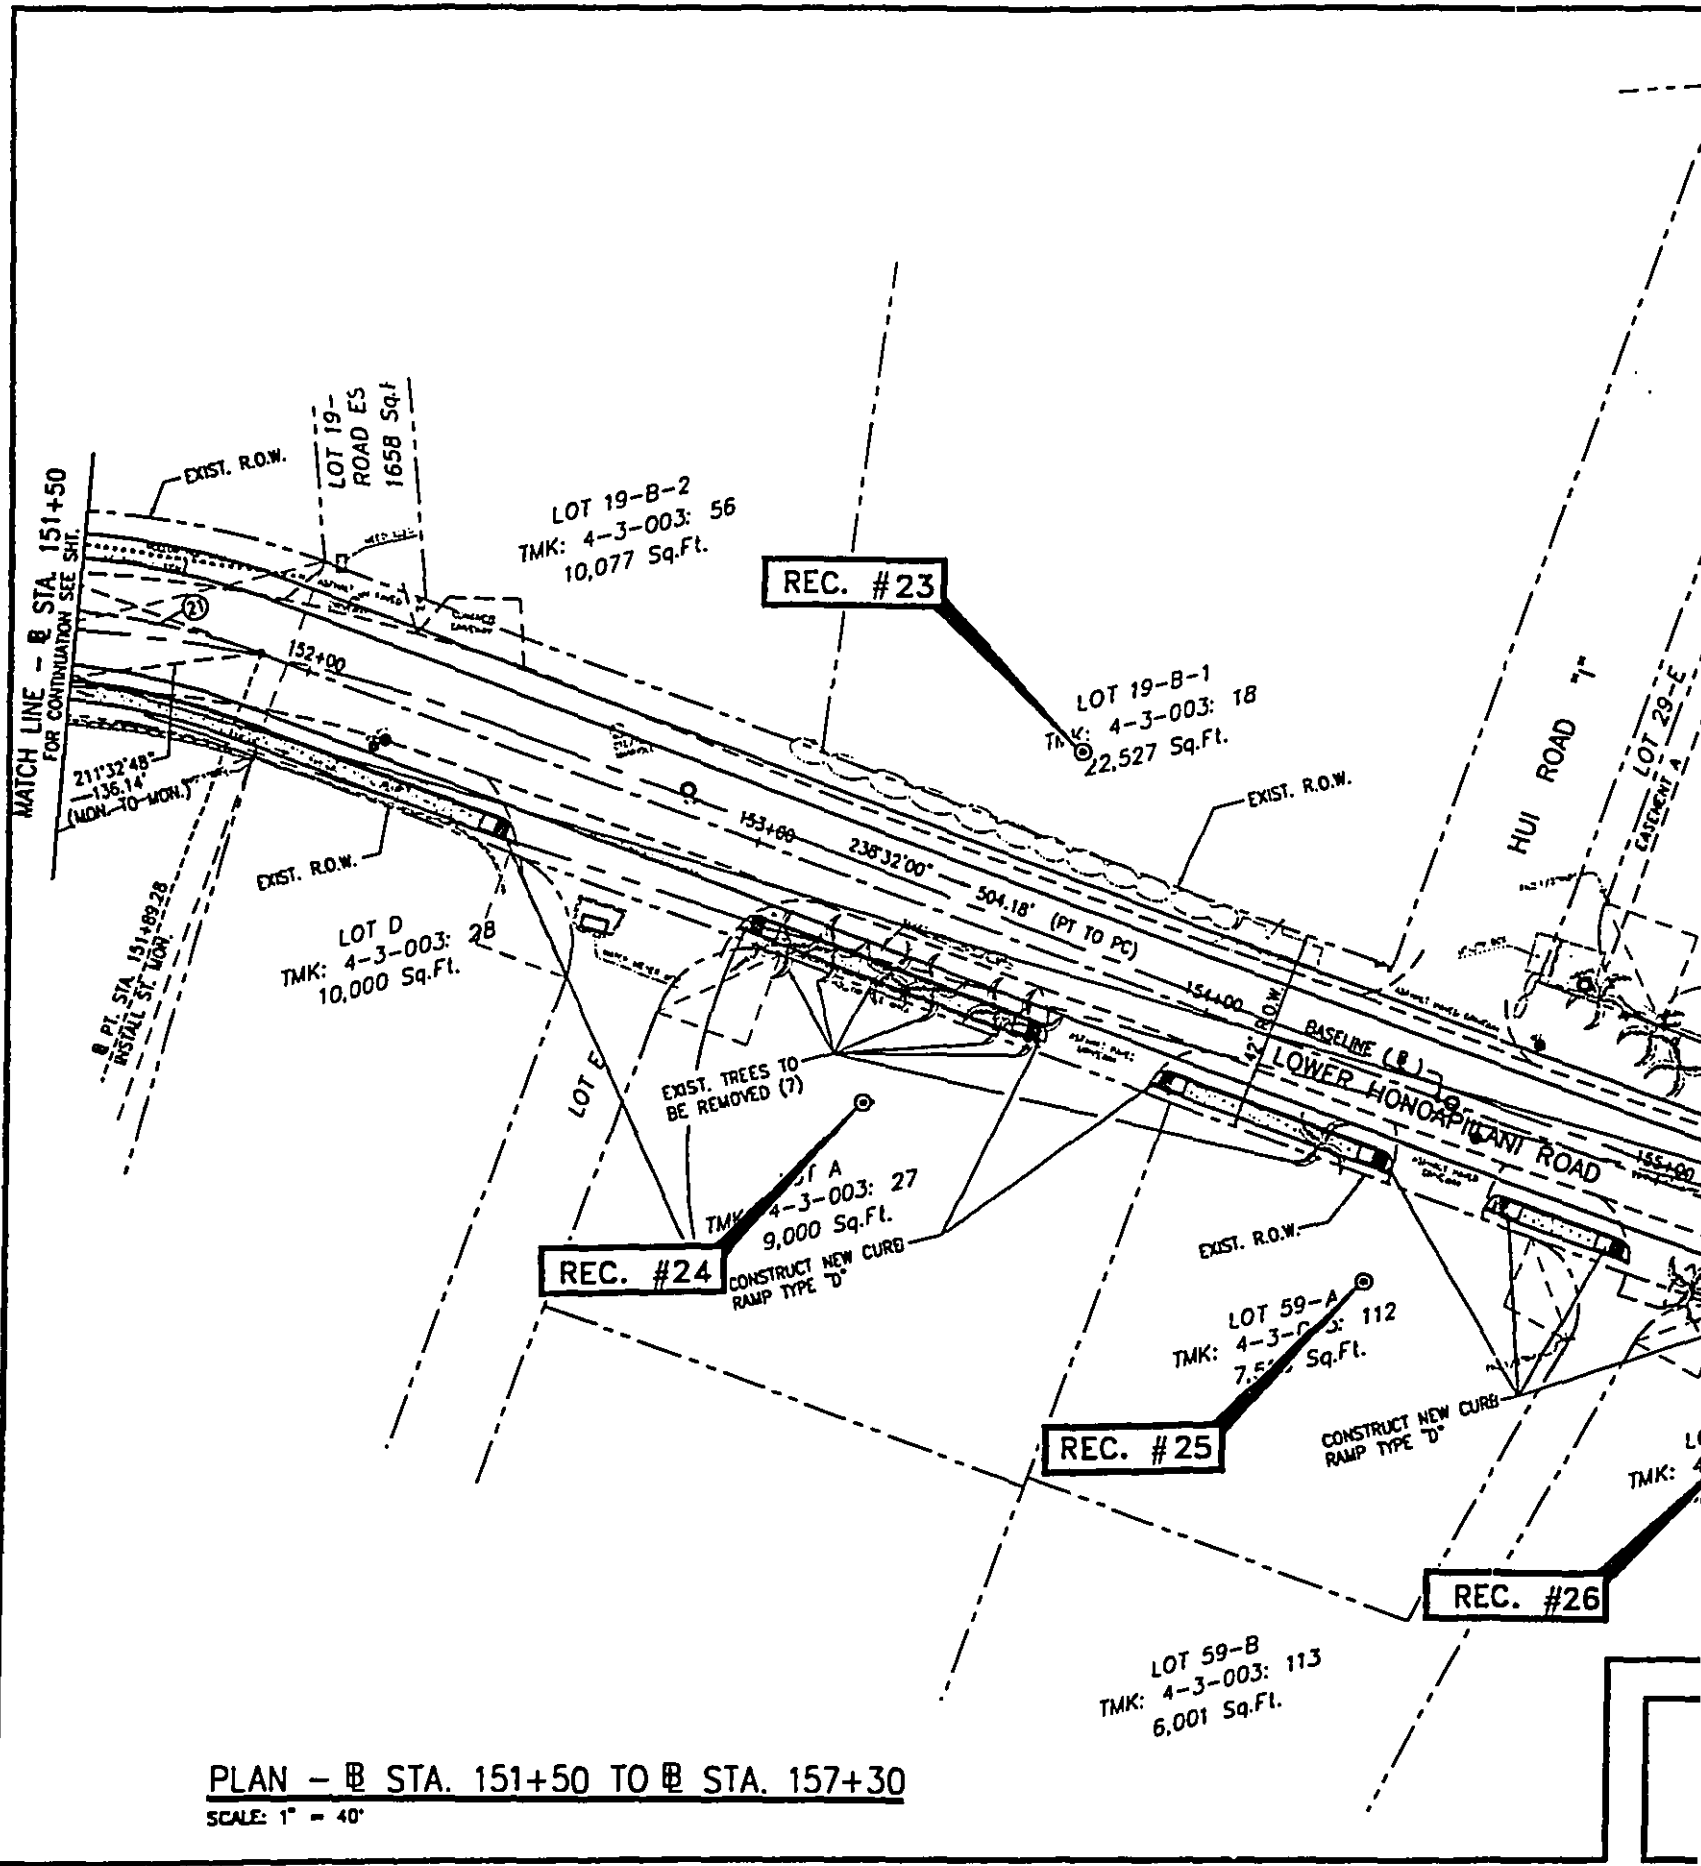 MATCH LINE - ⅊ STA. 151+50
FOR CONTINUATION SEE SHT.
EXIST. R.O.W.
LOT 19-
ROAD ES
1658 Sq.F
LOT 19-B-2
TMK: 4-3-003: 56
10,077 Sq.Ft.
REC. #23
LOT 19-B-1
4-3-003: 18
22,527 Sq.Ft.
EXIST. R.O.W.
HUI ROAD "I"
LOT 29-E
EASEMENT A
21
152+00
153+00
238°32'00" 504.18' (PT TO PC)
154+00
155+00
42' R.O.W.
BASELINE (⅊)
LOWER HONOAPIILANI ROAD
211°32'48"
136.14'
(MON. TO MON.)
⅊ PT. STA. 151+89.28
INSTALL ST. MON.
EXIST. R.O.W.
LOT D
TMK: 4-3-003: 28
10,000 Sq.Ft.
LOT E
EXIST. TREES TO
BE REMOVED (7)
A
TMK: 4-3-003: 27
9,000 Sq.Ft.
REC. #24
CONSTRUCT NEW CURB
RAMP TYPE "D"
EXIST. R.O.W.
LOT 59-A
TMK: 4-3-003: 112
Sq.Ft.
REC. #25
CONSTRUCT NEW CURB
RAMP TYPE "D"
TMK: 4
REC. #26
LOT 59-B
TMK: 4-3-003: 113
6,001 Sq.Ft.
PLAN - ⅊ STA. 151+50 TO ⅊ STA. 157+30
SCALE: 1" = 40'